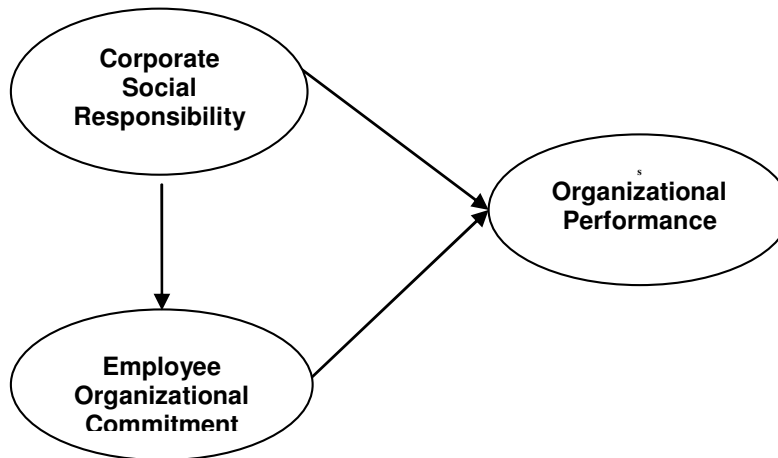 Corporate
Social
Responsibility
s
Organizational
Performance
Employee
Organizational
Commitment